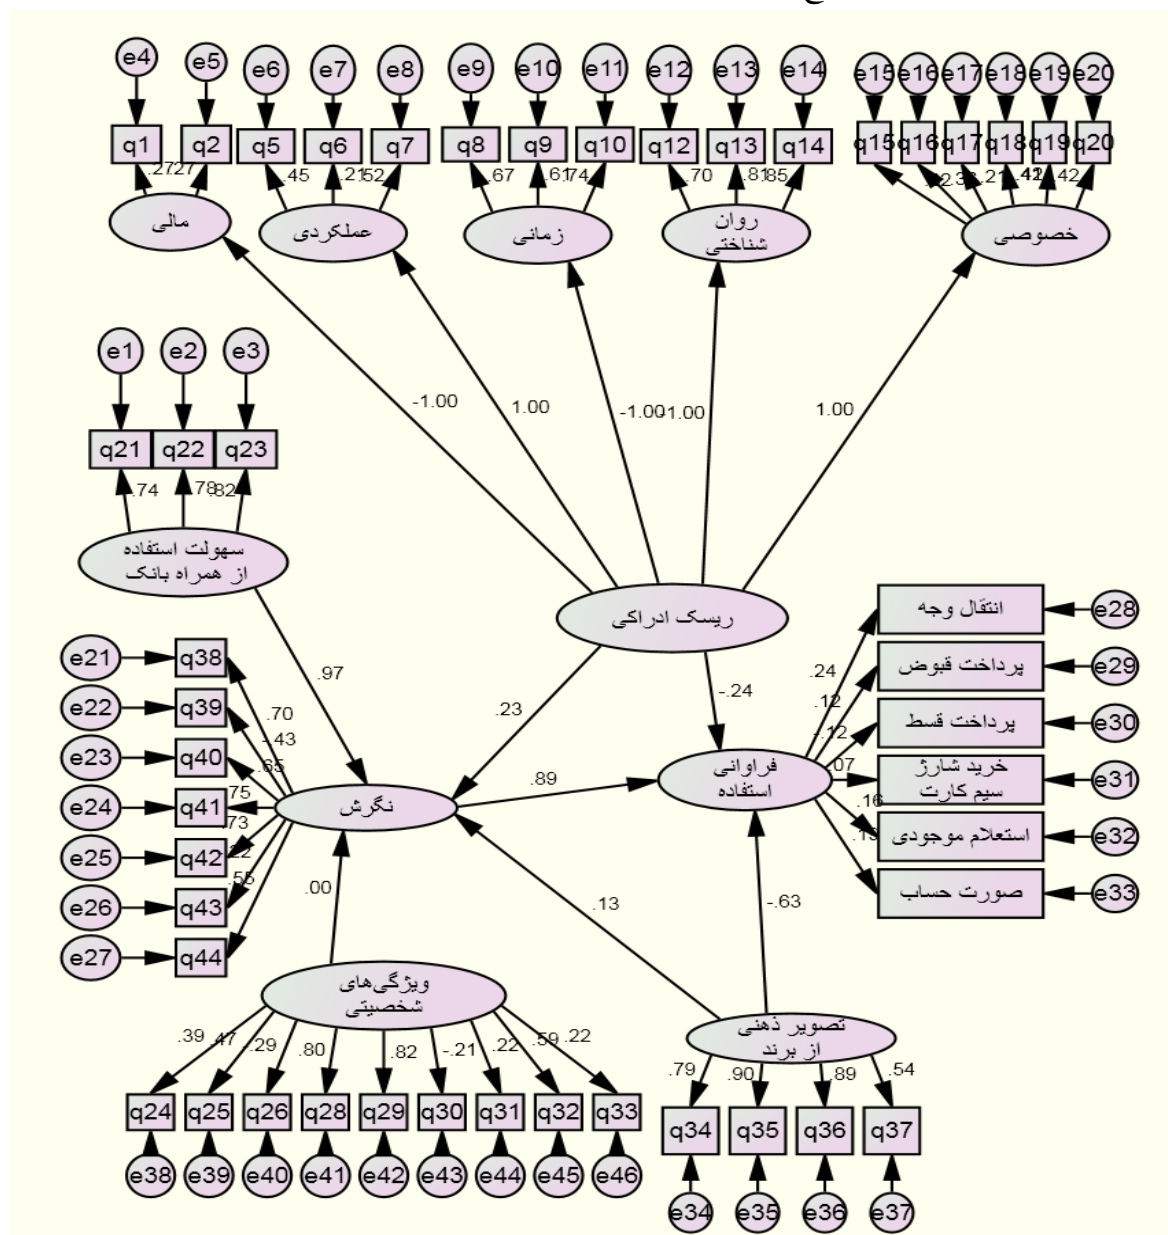 e4 e5 e6 e7 e8 e9 e10 e11 e12 e13 e14 e15 e16 e17 e18 e19 e20
q1 q2 q5 q6 q7 q8 q9 q10 q12 q13 q14 q15 q16 q17 q18 q19 q20
.27 .27 .45 .21 .52 .67 .61 .74 .70 .81 .85 .42
مالی
عملکردی
زمانی
روان
شناختی
خصوصی
e1 e2 e3
-1.00 1.00 -1.00 -1.00 1.00
q21 q22 q23
.74 .78 .82
سهولت استفاده
از همراه بانک
ریسک ادراکی
انتقال وجه
e28
پرداخت قبوض
e29
پرداخت قسط
e30
خرید شارژ
سیم کارت
e31
استعلام موجودی
e32
صورت حساب
e33
.24
.12
-.12
.07
.16
e21 q38
e22 q39
e23 q40
e24 q41
e25 q42
e26 q43
e27 q44
.97
.70
-.43
.65
.75
.73
.55
.23
-.24
نگرش
.89
فراوانی
استفاده
.00
.13
-.63
ویژگی‌های
شخصیتی
تصویر ذهنی
از برند
.39 .47 .29 .80 .82 -.21 .22 .59 .22
.79 .90 .89 .54
q24 q25 q26 q28 q29 q30 q31 q32 q33
q34 q35 q36 q37
e38 e39 e40 e41 e42 e43 e44 e45 e46
e34 e35 e36 e37